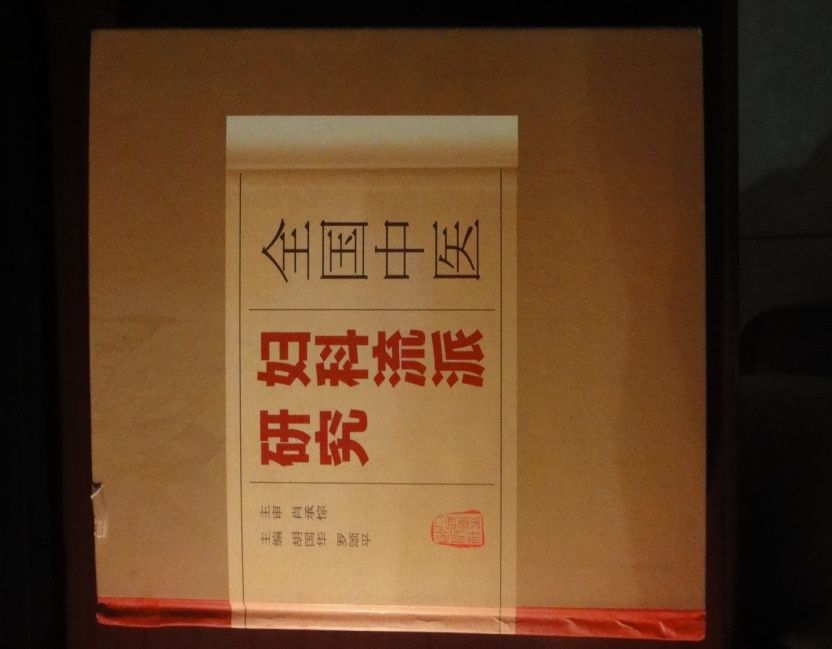 全国中医
妇科流派
研究
主审 肖承悰
主编 胡国华 罗颂平